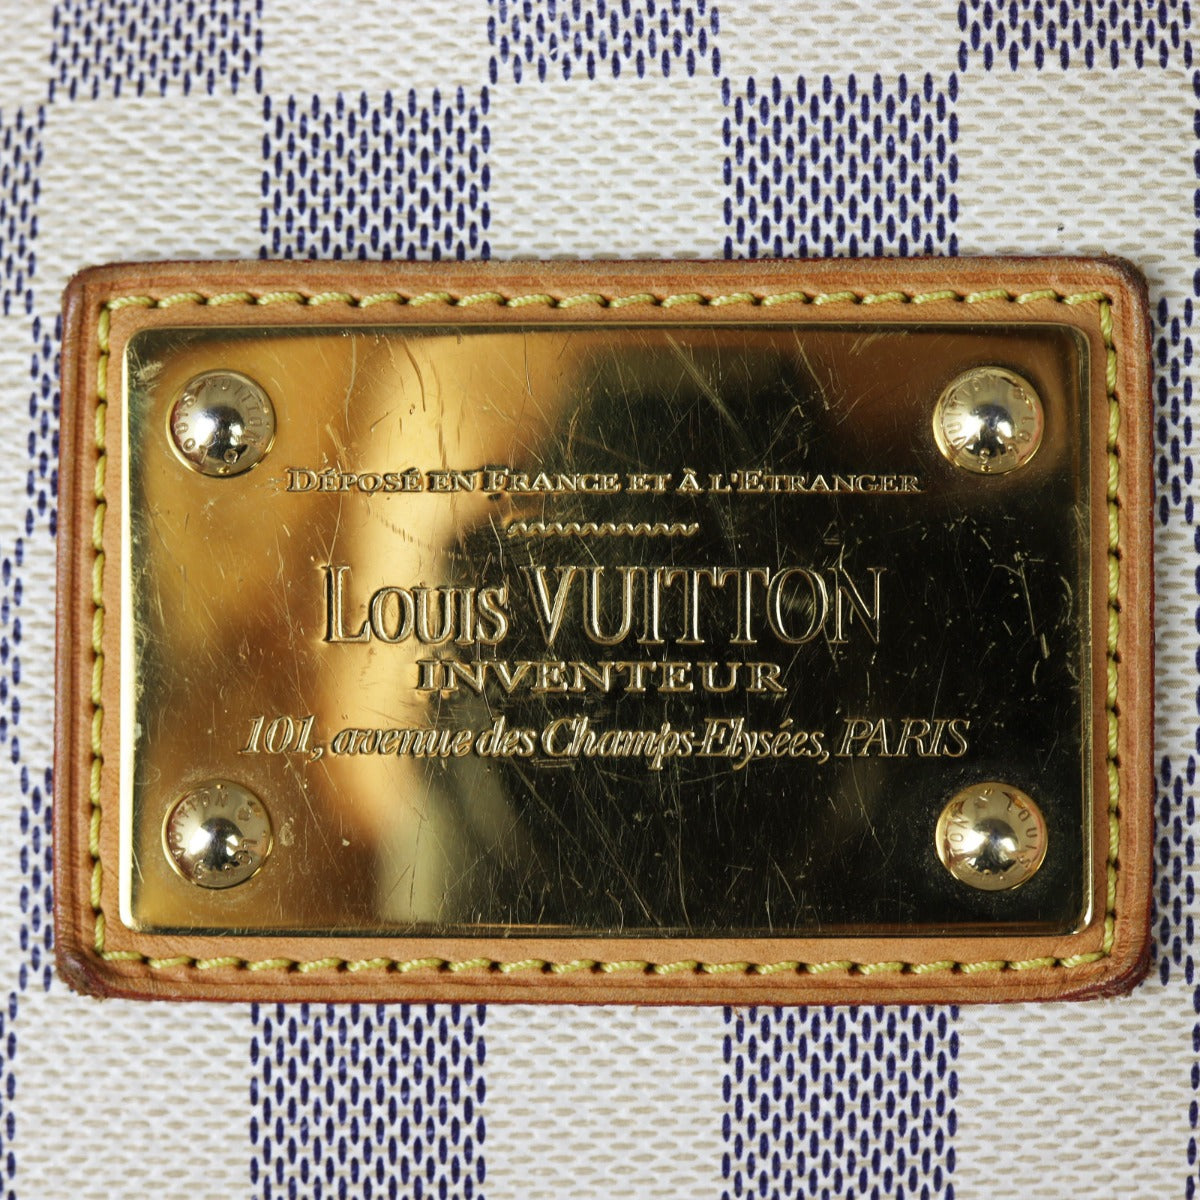 DÉPOSÉ EN FRANCE ET À L'ETRANGER
LOUIS VUITTON
INVENTEUR
101, avenue des Champs-Elysées, PARIS